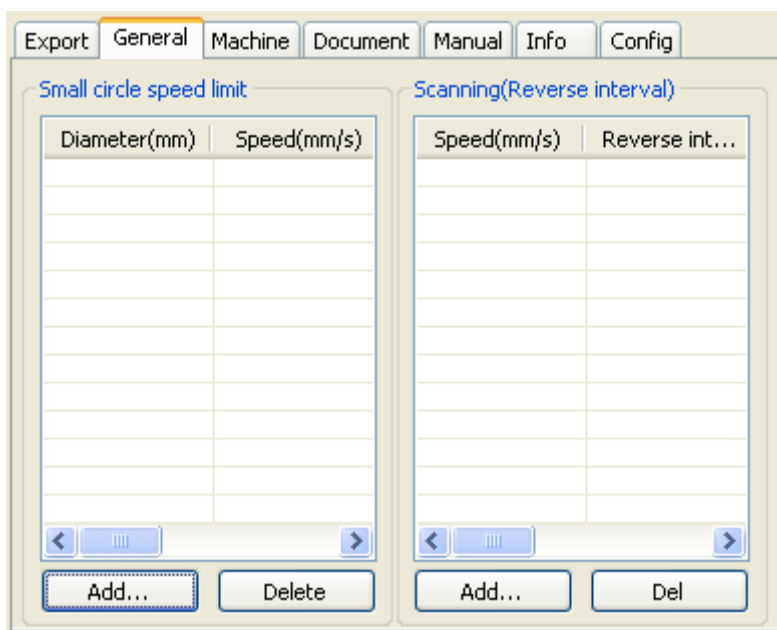 Export General Machine Document Manual Info Config
Small circle speed limit
Diameter(mm) Speed(mm/s)
Add... Delete
Scanning(Reverse interval)
Speed(mm/s) Reverse int...
Add... Del